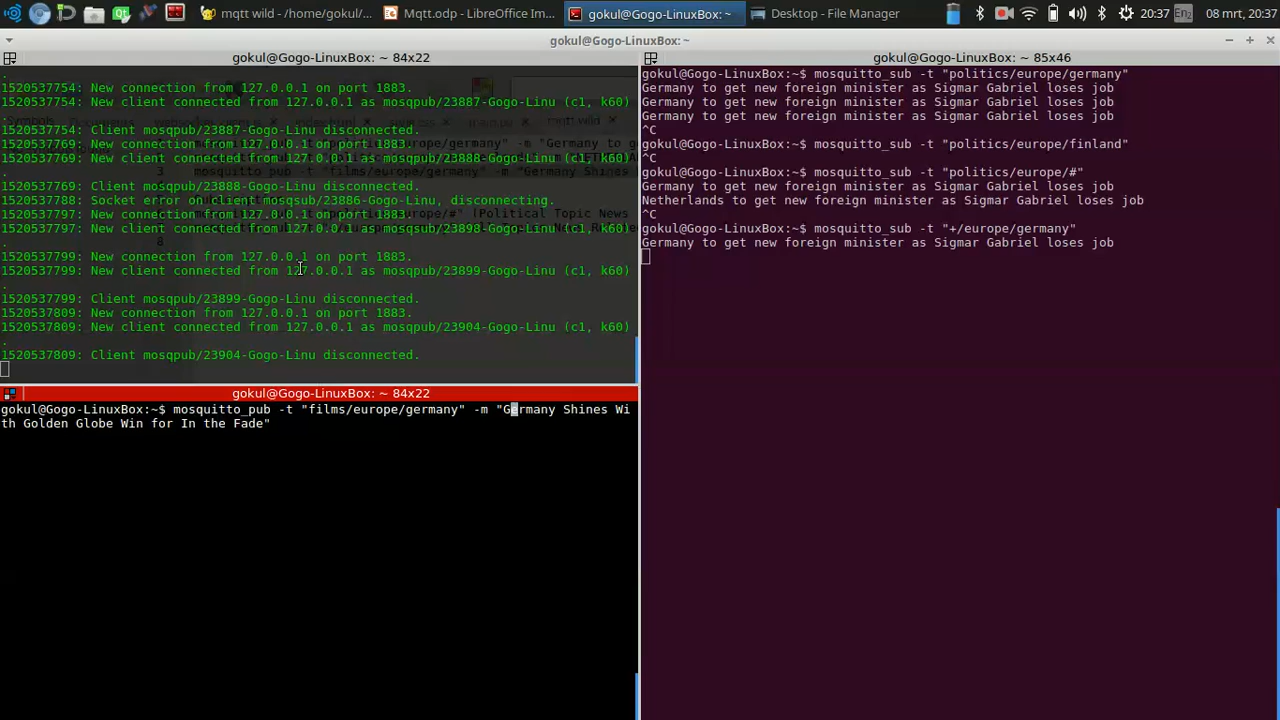 mqtt wild - /home/gokul/...
Mqtt.odp - LibreOffice Im...
gokul@Gogo-LinuxBox: ~
Desktop - File Manager
20:37
En2
08 mrt, 20:37
gokul@Gogo-LinuxBox: ~
gokul@Gogo-LinuxBox: ~ 84x22
.
1520537754: New connection from 127.0.0.1 on port 1883.
1520537754: New client connected from 127.0.0.1 as mosqpub/23887-Gogo-Linu (c1, k60)
.
1520537754: Client mosqpub/23887-Gogo-Linu disconnected.
1520537769: New connection from 127.0.0.1 on port 1883.
1520537769: New client connected from 127.0.0.1 as mosqpub/23888-Gogo-Linu (c1, k60)
.
1520537769: Client mosqpub/23888-Gogo-Linu disconnected.
1520537788: Socket error on client mosqsub/23886-Gogo-Linu, disconnecting.
1520537797: New connection from 127.0.0.1 on port 1883.
1520537797: New client connected from 127.0.0.1 as mosqsub/23898-Gogo-Linu (c1, k60)
.
1520537799: New connection from 127.0.0.1 on port 1883.
1520537799: New client connected from 127.0.0.1 as mosqpub/23899-Gogo-Linu (c1, k60)
.
1520537799: Client mosqpub/23899-Gogo-Linu disconnected.
1520537809: New connection from 127.0.0.1 on port 1883.
1520537809: New client connected from 127.0.0.1 as mosqpub/23904-Gogo-Linu (c1, k60)
.
1520537809: Client mosqpub/23904-Gogo-Linu disconnected.
gokul@Gogo-LinuxBox: ~ 84x22
gokul@Gogo-LinuxBox:~$ mosquitto_pub -t "films/europe/germany" -m "Germany Shines Wi
th Golden Globe Win for In the Fade"
gokul@Gogo-LinuxBox: ~ 85x46
gokul@Gogo-LinuxBox:~$ mosquitto_sub -t "politics/europe/germany"
Germany to get new foreign minister as Sigmar Gabriel loses job
Germany to get new foreign minister as Sigmar Gabriel loses job
Germany to get new foreign minister as Sigmar Gabriel loses job
^C
gokul@Gogo-LinuxBox:~$ mosquitto_sub -t "politics/europe/finland"
^C
gokul@Gogo-LinuxBox:~$ mosquitto_sub -t "politics/europe/#"
Germany to get new foreign minister as Sigmar Gabriel loses job
Netherlands to get new foreign minister as Sigmar Gabriel loses job
^C
gokul@Gogo-LinuxBox:~$ mosquitto_sub -t "+/europe/germany"
Germany to get new foreign minister as Sigmar Gabriel loses job